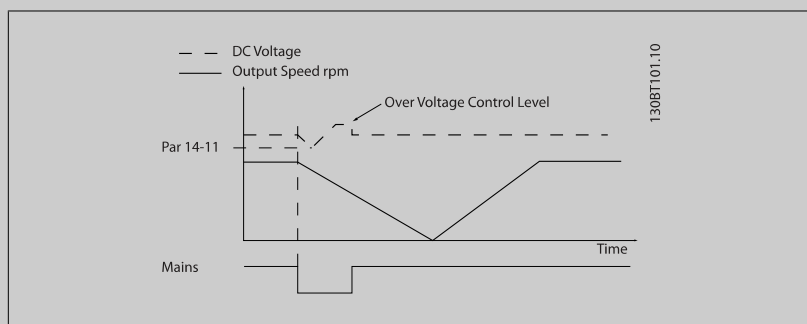 DC Voltage
Output Speed rpm
Over Voltage Control Level
130BT101.10
Par 14-11
Time
Mains